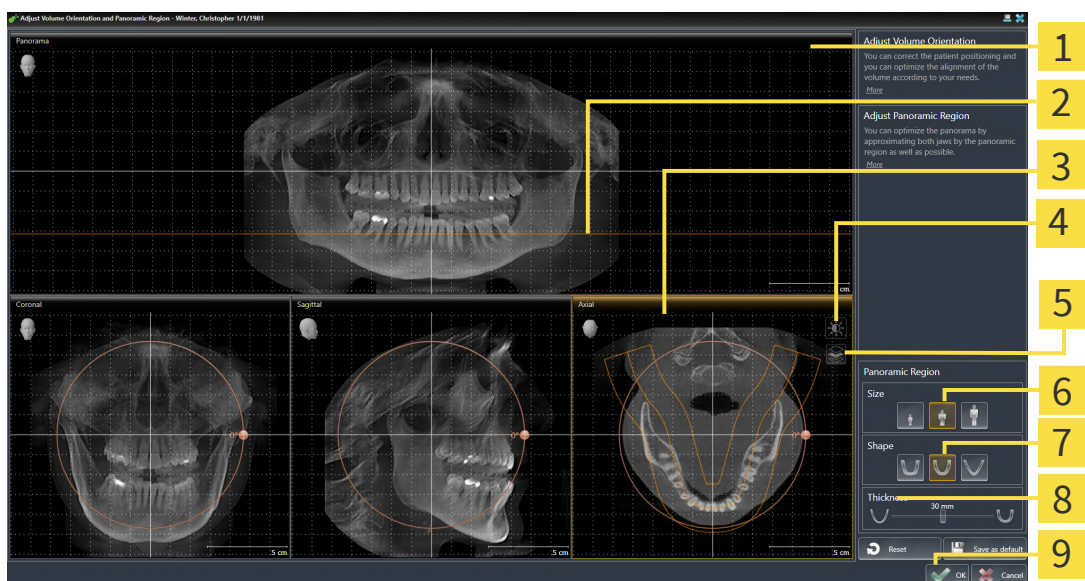 Adjust Volume Orientation and Panoramic Region - Winter, Christopher 1/1/1981
Panorama
cm
Coronal
0°
.5 cm
Sagittal
0°
.5 cm
Axial
0°
.5 cm
Adjust Volume Orientation
You can correct the patient positioning and
you can optimize the alignment of the
volume according to your needs.
More
Adjust Panoramic Region
You can optimize the panorama by
approximating both jaws by the panoramic
region as well as possible.
More
Panoramic Region
Size
Shape
Thickness
30 mm
Reset
Save as default
OK
Cancel
1
2
3
4
5
6
7
8
9